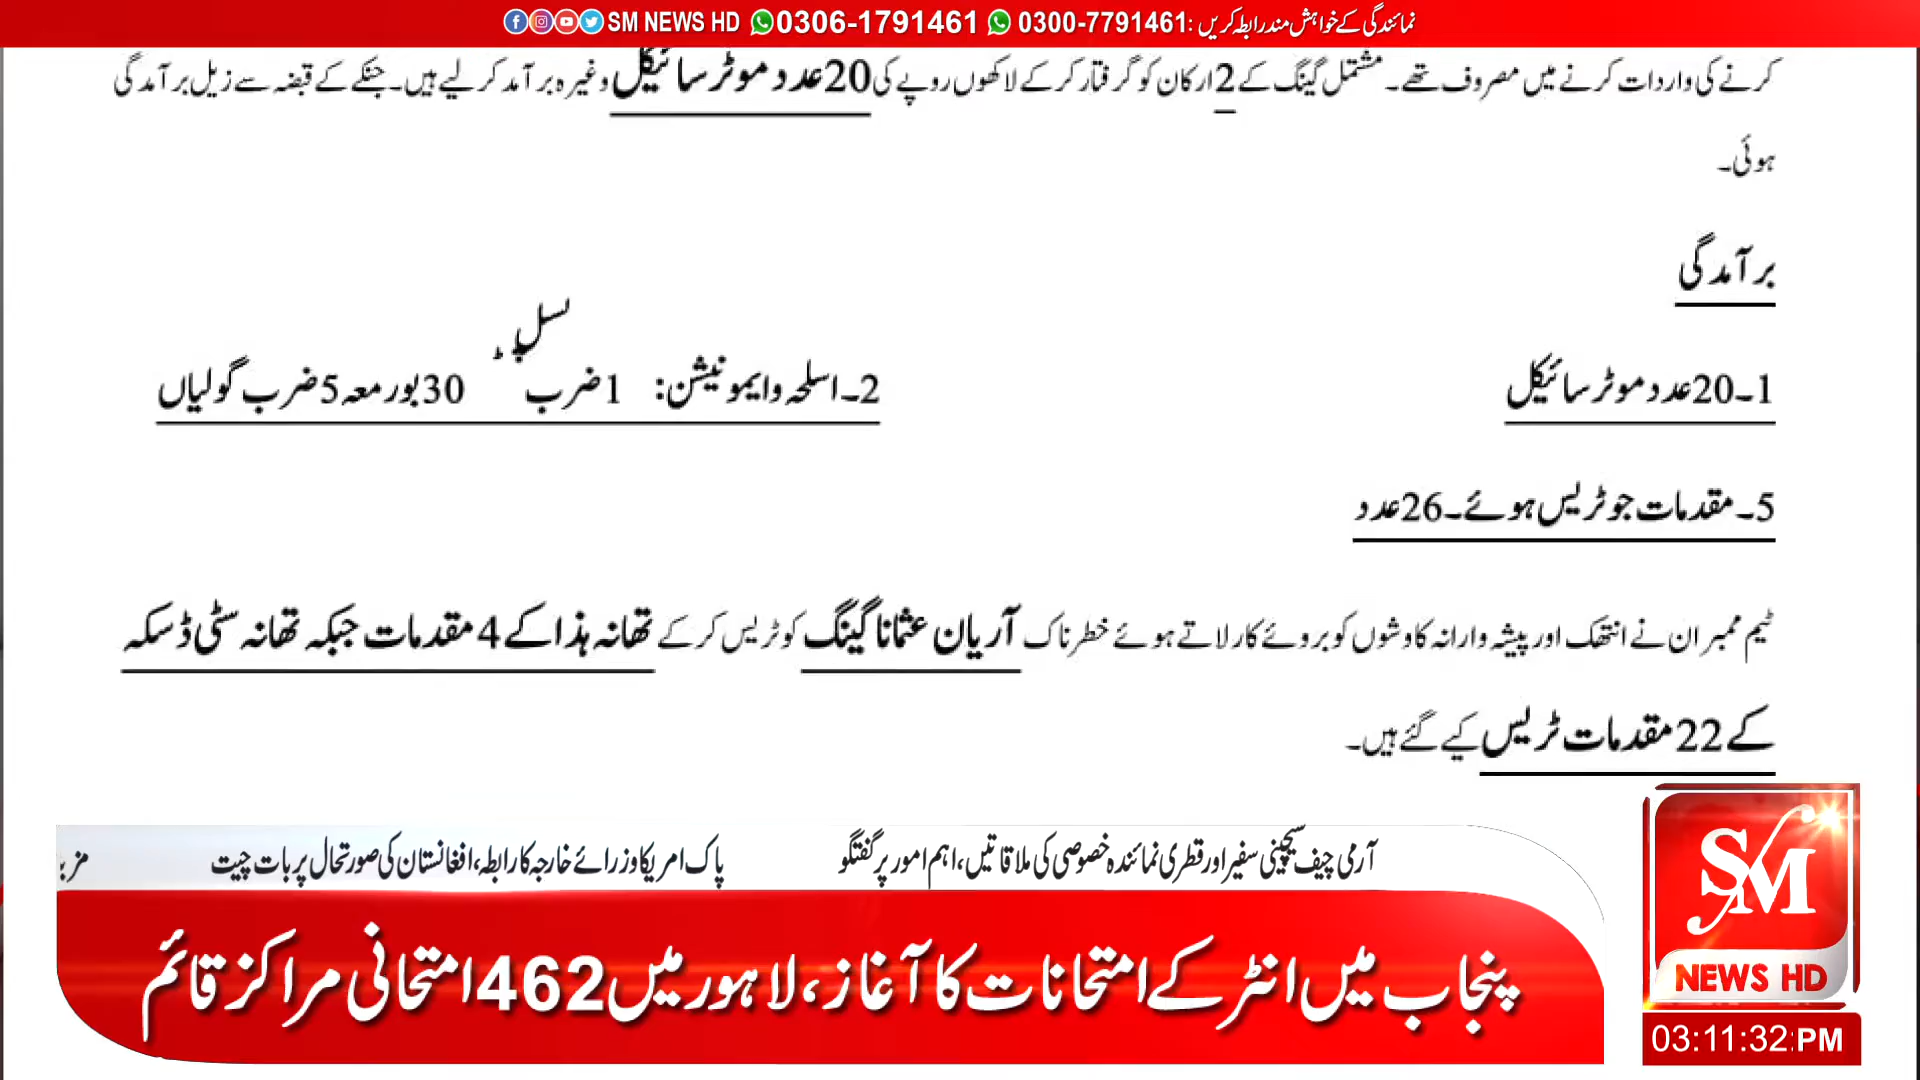 SM NEWS HD 0306-1791461 0300-7791461 نمائندگی کے خواہش مند رابطہ کریں:
کرنے کی واردات کرنے میں مصروف تھے۔ مشتمل گینگ کے 2 ارکان کو گرفتار کر کے لاکھوں روپے کی 20 عدد موٹر سائیکل وغیرہ برآمد کر لیے ہیں۔ جنکے کے قبضہ سے زیل برآمدگی
ہوئی۔
برآمدگی
1۔ 20 عدد موٹر سائیکل
2۔ اسلحہ و ایمونیشن: 1 ضرب 30 بور معہ 5 ضرب گولیاں
5۔ مقدمات جو ٹریس ہوئے۔ 26 عدد
ٹیم ممبران نے انتھک اور پیشہ وارانہ کاوشوں کو بروئے کار لاتے ہوئے خطرناک آریان عثمانا گینگ کو ٹریس کر کے تھانہ ہذا کے 4 مقدمات جبکہ تھانہ سٹی ڈسکہ
کے 22 مقدمات ٹریس کیے گئے ہیں۔
آرمی چیف سے چینی سفیر اور قطری نمائندہ خصوصی کی ملاقاتیں، اہم امور پر گفتگو
پاک امریکا وزرائے خارجہ کا رابطہ، افغانستان کی صورتحال پر بات چیت
پنجاب میں انٹر کے امتحانات کا آغاز، لاہور میں 462 امتحانی مراکز قائم
SM
NEWS HD
03:11:32:PM